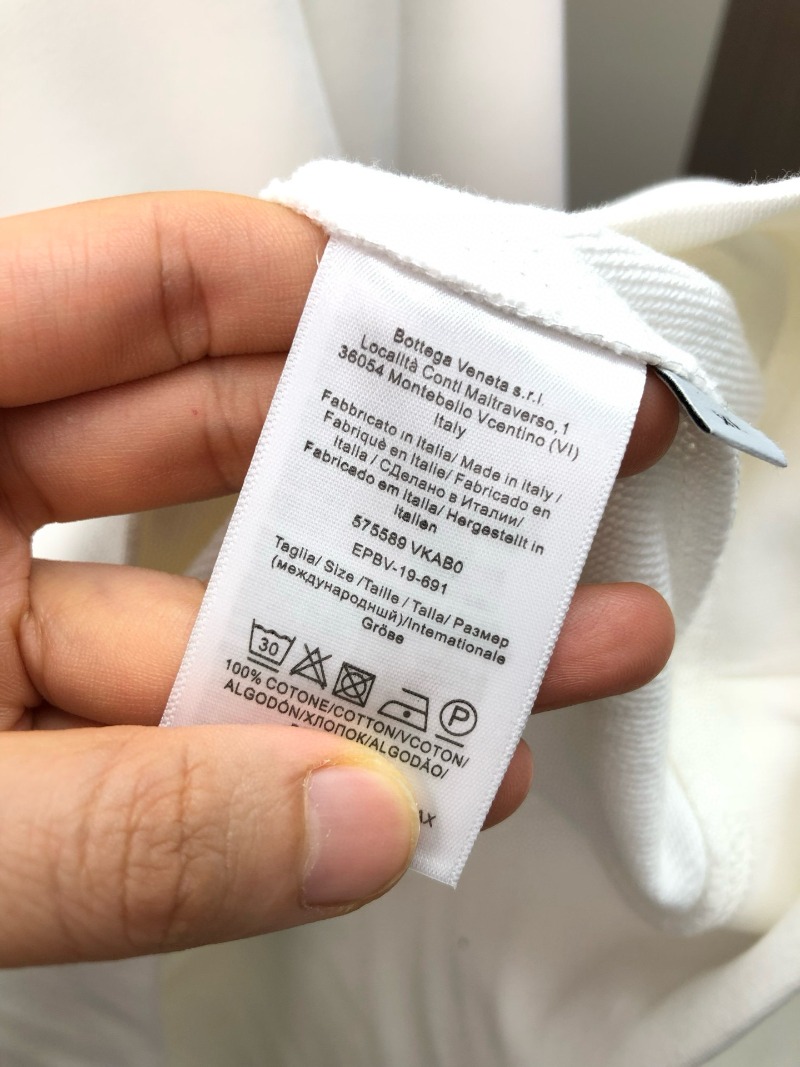 Bottega Veneta s.r.l.
Località Conti Maltraverso, 1
36054 Montebello Vcentino (VI)
Italy
Fabbricato in Italia/ Made in Italy /
Fabriquè en Italie/ Fabricado en
Italia / СДелано в Италии/
Fabricado em Italia/ Hergestellt in
Italien
575589 VKAB0
EPBV-19-691
Taglia/ Size /Taille / Talla/ Размер
(международнший)/Internationale
Gröbe
30
P
100% COTONE/COTTON/VCOTON/
ALGODÓN/ХЛОПОК/ALGODÃO/